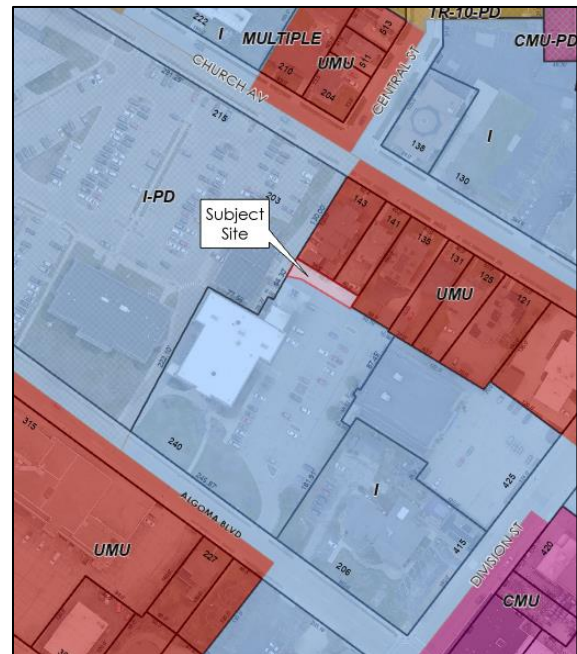 222
I
MULTIPLE
UMU
513
511
210
204
TR-10-PD
CMU-PD
CHURCH AV
CENTRAL ST
215
138
I
130
I-PD
203
Subject
Site
143
141
135
131
125
121
UMU
240
315
ALGOMA BLVD
I
425
415
206
DIVISION ST
UMU
227
420
CMU